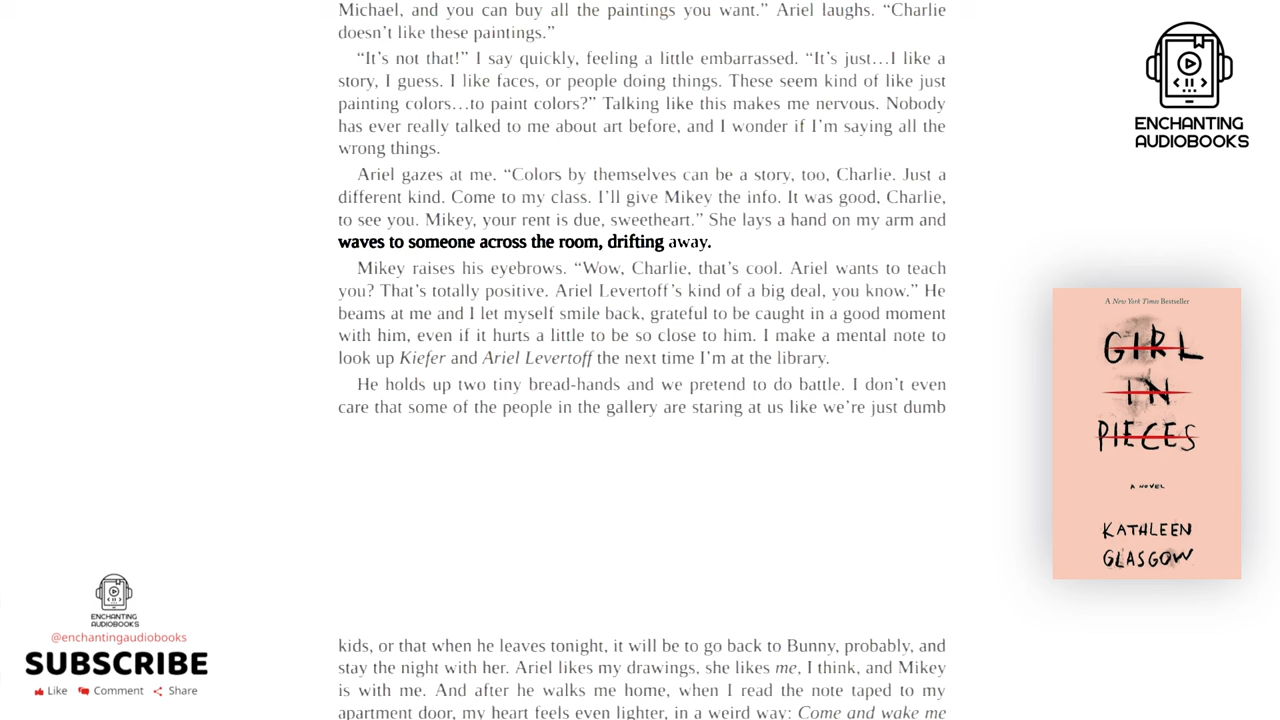 Michael, and you can buy all the paintings you want.” Ariel laughs. “Charlie
doesn’t like these paintings.”
“It’s not that!” I say quickly, feeling a little embarrassed. “It’s just…I like a
story, I guess. I like faces, or people doing things. These seem kind of like just
painting colors…to paint colors?” Talking like this makes me nervous. Nobody
has ever really talked to me about art before, and I wonder if I’m saying all the
wrong things.
Ariel gazes at me. “Colors by themselves can be a story, too, Charlie. Just a
different kind. Come to my class. I’ll give Mikey the info. It was good, Charlie,
to see you. Mikey, your rent is due, sweetheart.” She lays a hand on my arm and
waves to someone across the room, drifting away.
Mikey raises his eyebrows. “Wow, Charlie, that’s cool. Ariel wants to teach
you? That’s totally positive. Ariel Levertoff’s kind of a big deal, you know.” He
beams at me and I let myself smile back, grateful to be caught in a good moment
with him, even if it hurts a little to be so close to him. I make a mental note to
look up Kiefer and Ariel Levertoff the next time I’m at the library.
He holds up two tiny bread-hands and we pretend to do battle. I don’t even
care that some of the people in the gallery are staring at us like we’re just dumb
kids, or that when he leaves tonight, it will be to go back to Bunny, probably, and
stay the night with her. Ariel likes my drawings, she likes me, I think, and Mikey
is with me. And after he walks me home, when I read the note taped to my
apartment door, my heart feels even lighter, in a weird way: Come and wake me
ENCHANTING
AUDIOBOOKS
A New York Times Bestseller
GIRL
IN
PIECES
A NOVEL
KATHLEEN
GLASGOW
ENCHANTING
AUDIOBOOKS
@enchantingaudiobooks
SUBSCRIBE
Like Comment Share